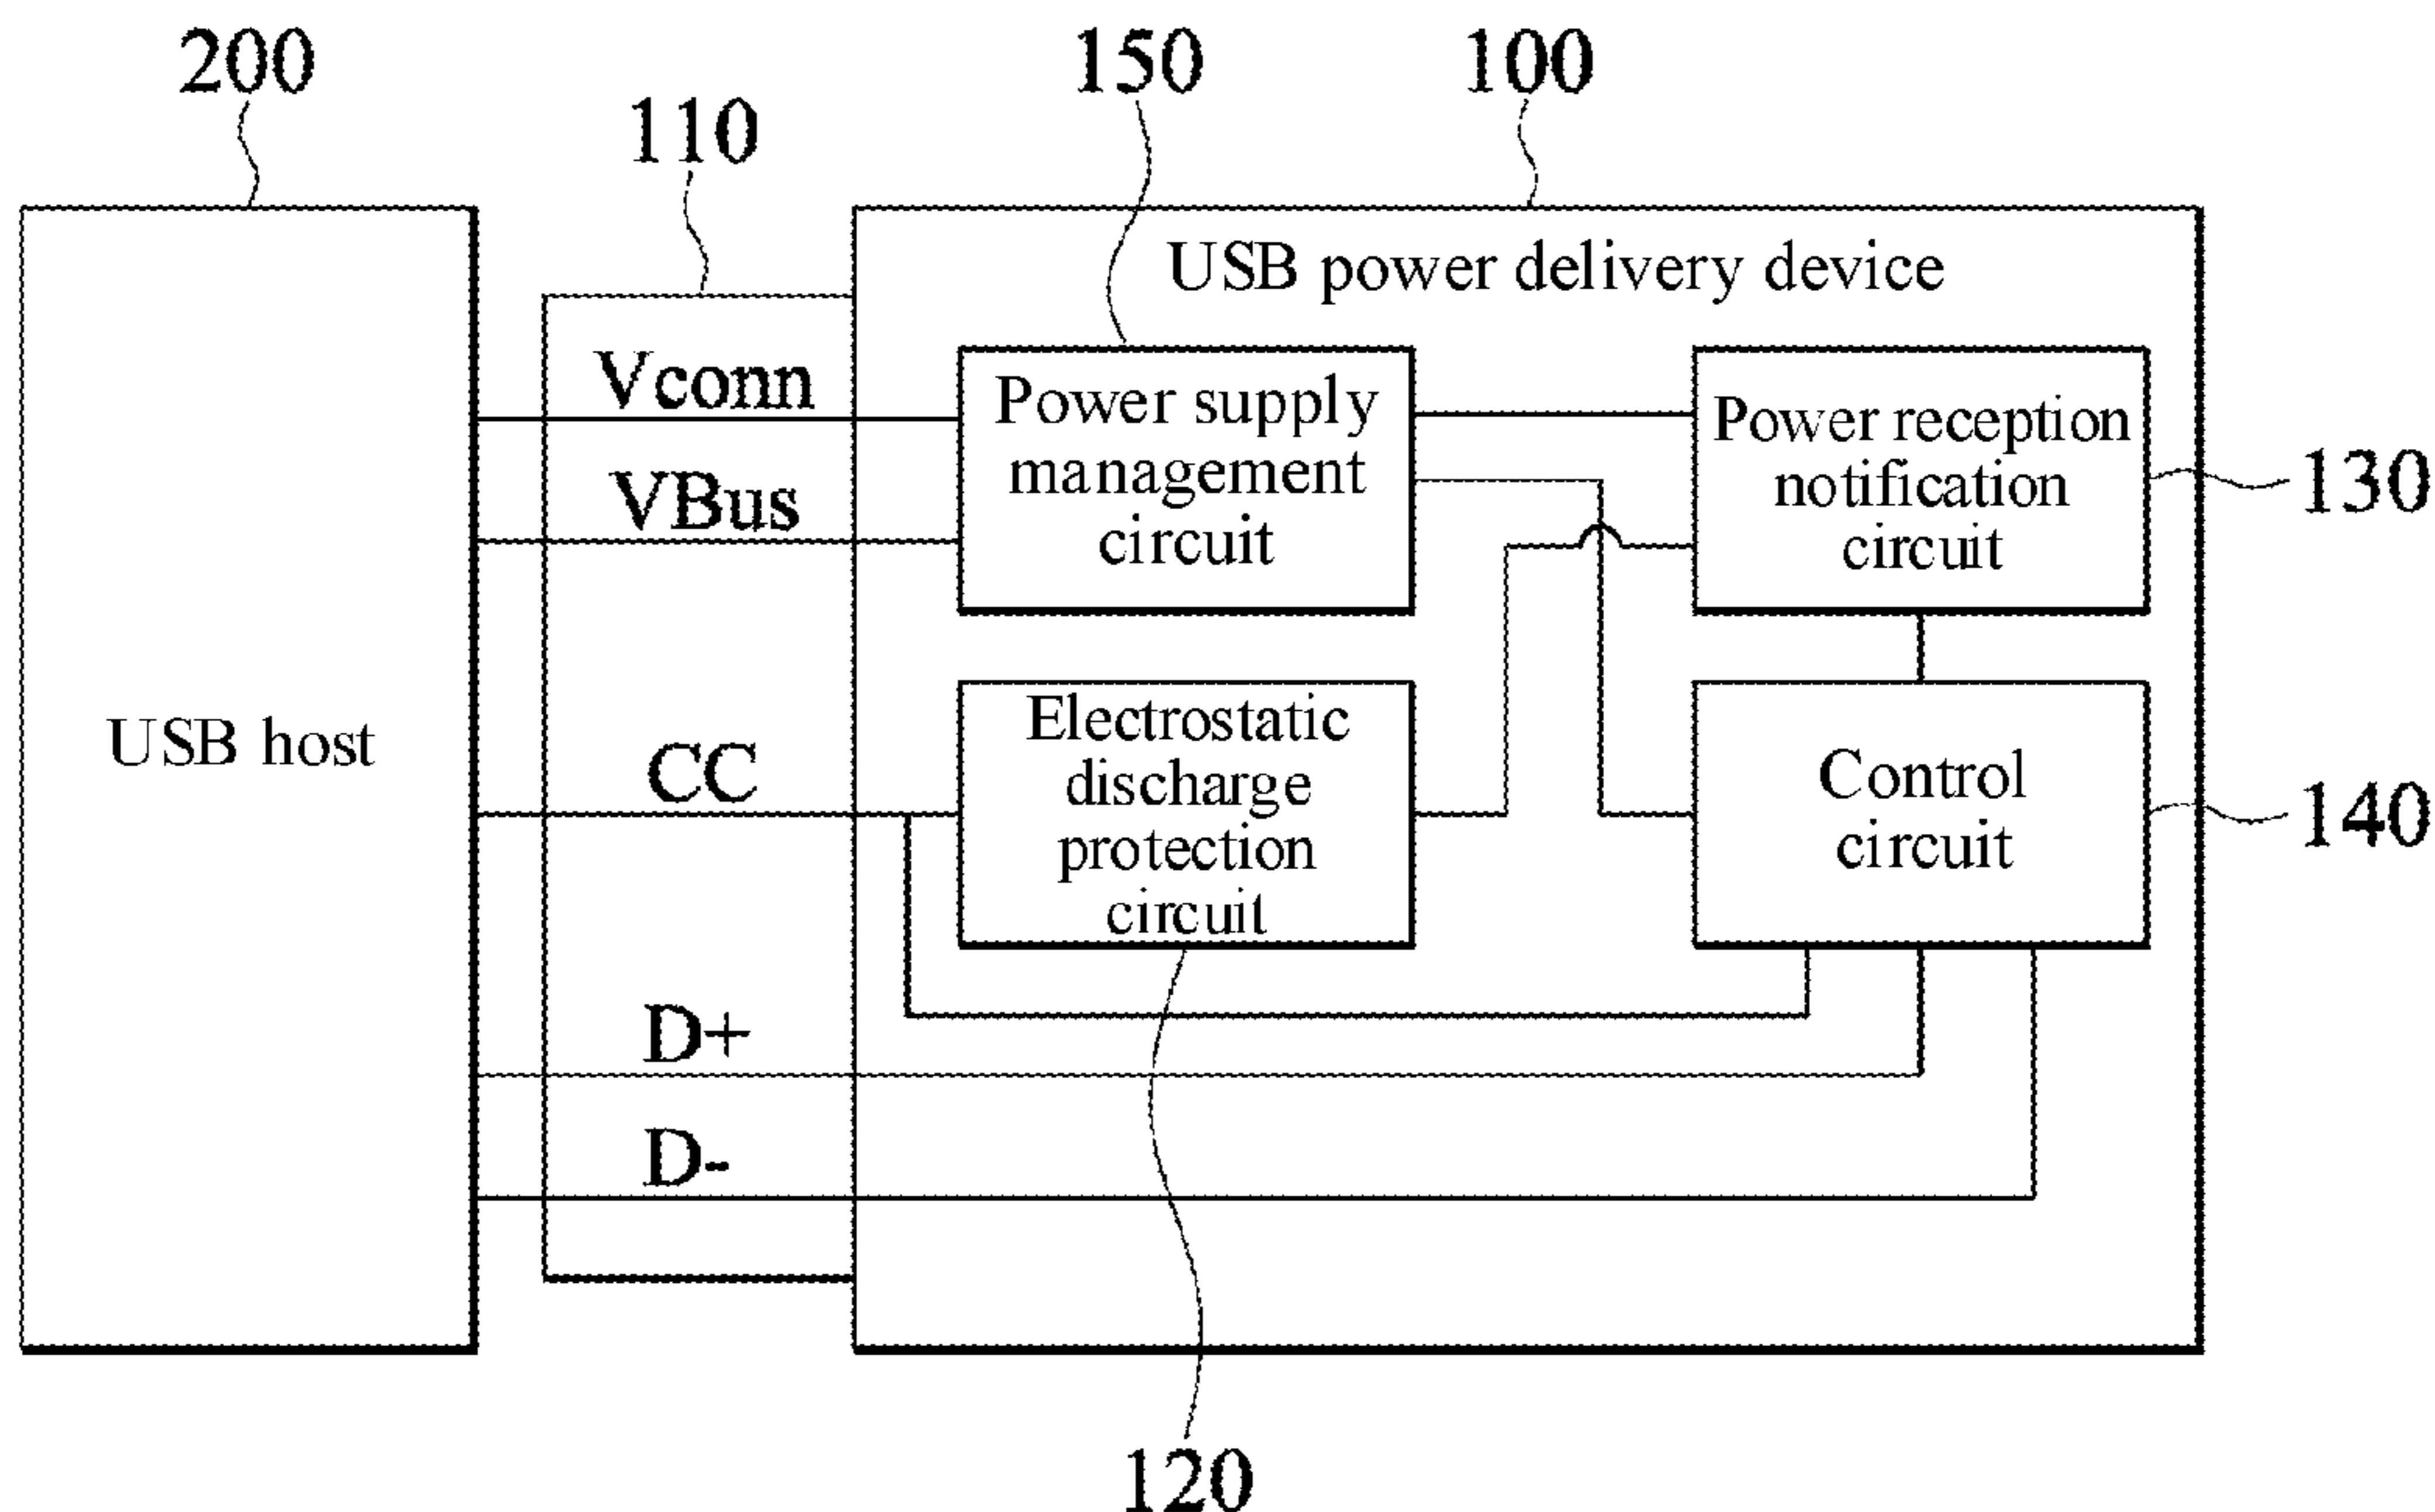 200
150
100
110
USB power delivery device
Vconn
VBus
Power supply
management
circuit
Power reception
notification
circuit
130
USB host
CC
Electrostatic
discharge
protection
circuit
Control
circuit
140
D+
D-
120